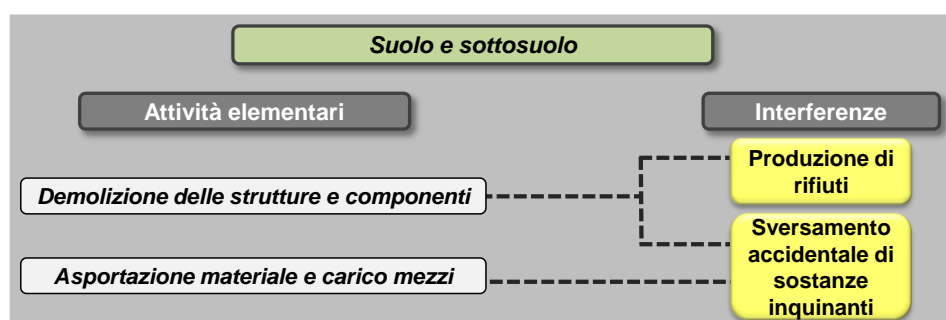 Suolo e sottosuolo
Attività elementari
Interferenze
Produzione di
rifiuti
Demolizione delle strutture e componenti
Sversamento
accidentale di
sostanze
inquinanti
Asportazione materiale e carico mezzi